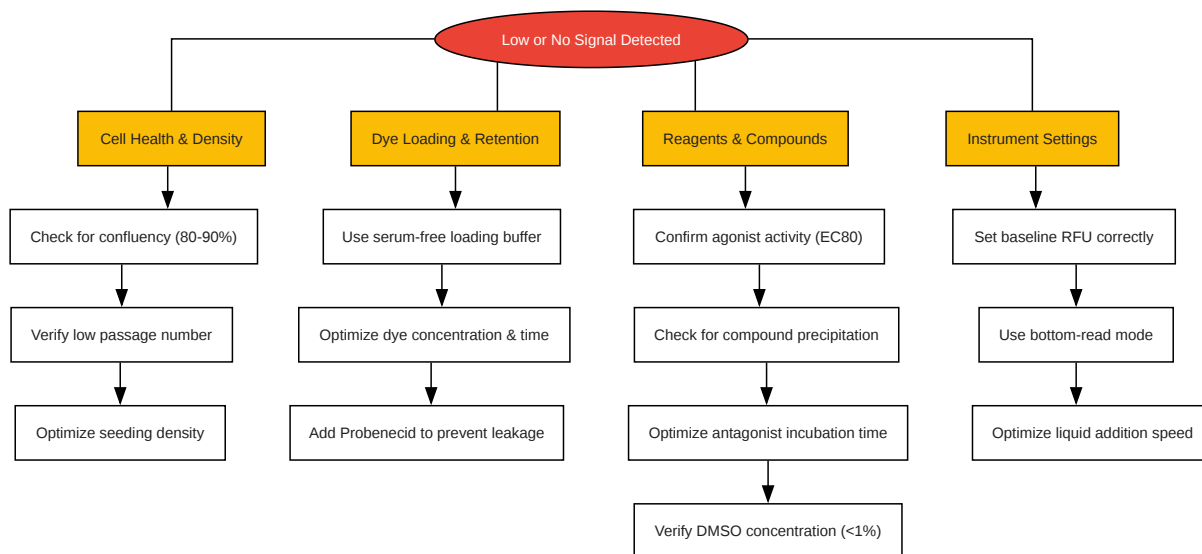 Low or No Signal Detected
Cell Health & Density
Dye Loading & Retention
Reagents & Compounds
Instrument Settings
Check for confluency (80-90%)
Use serum-free loading buffer
Confirm agonist activity (EC80)
Set baseline RFU correctly
Verify low passage number
Optimize dye concentration & time
Check for compound precipitation
Use bottom-read mode
Optimize seeding density
Add Probenecid to prevent leakage
Optimize antagonist incubation time
Optimize liquid addition speed
Verify DMSO concentration (<1%)